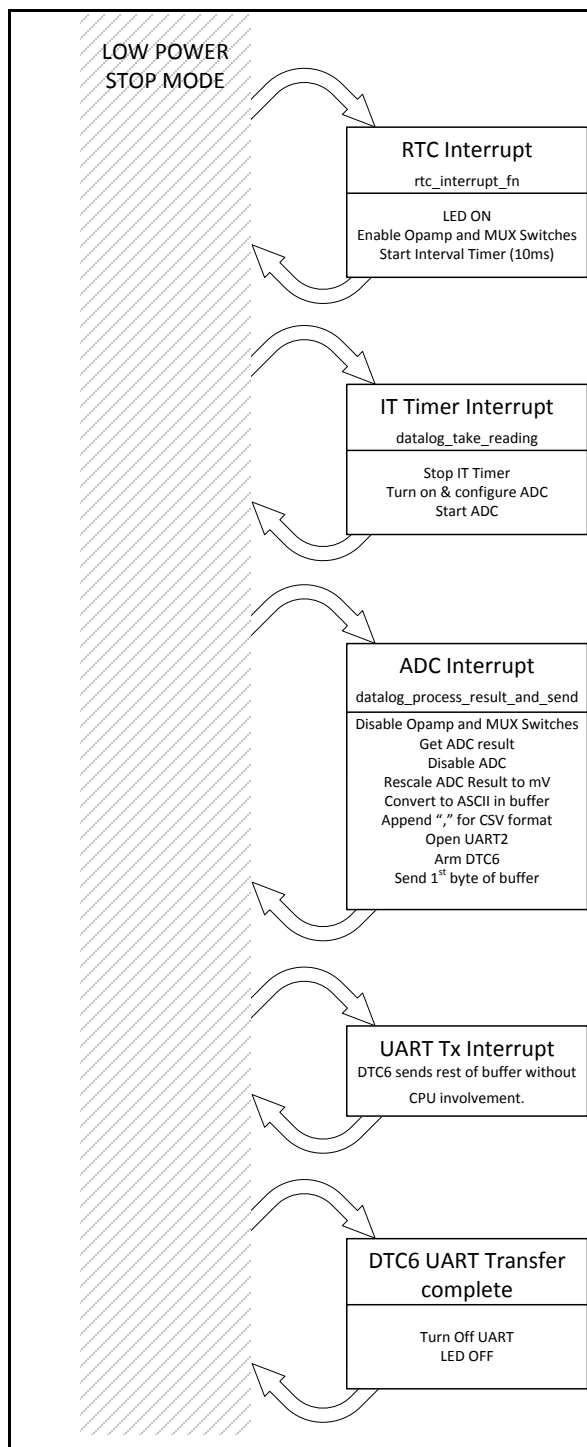 LOW POWER
STOP MODE
RTC Interrupt
rtc_interrupt_fn
LED ON
Enable Opamp and MUX Switches
Start Interval Timer (10ms)
IT Timer Interrupt
datalog_take_reading
Stop IT Timer
Turn on & configure ADC
Start ADC
ADC Interrupt
datalog_process_result_and_send
Disable Opamp and MUX Switches
Get ADC result
Disable ADC
Rescale ADC Result to mV
Convert to ASCII in buffer
Append “,” for CSV format
Open UART2
Arm DTC6
Send 1st byte of buffer
UART Tx Interrupt
DTC6 sends rest of buffer without
CPU involvement.
DTC6 UART Transfer
complete
Turn Off UART
LED OFF